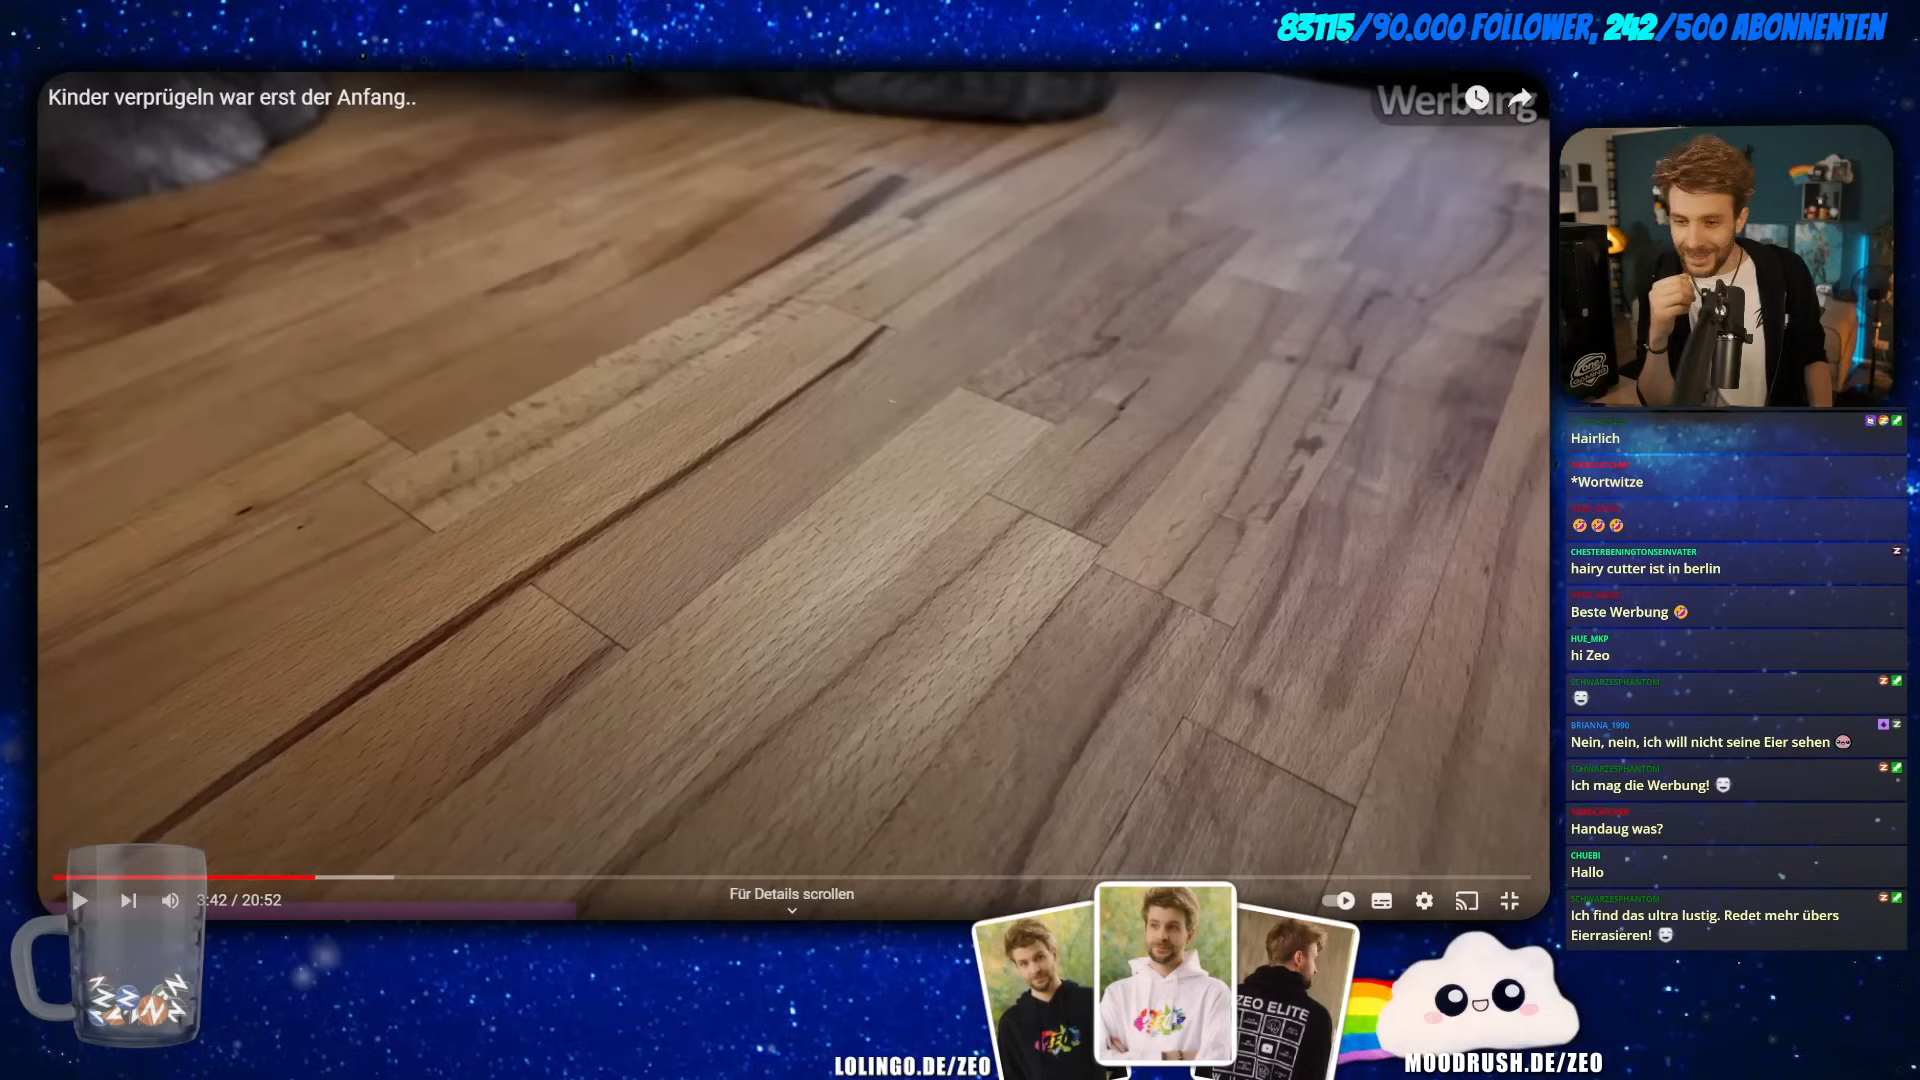 83115/90.000 FOLLOWER, 242/500 ABONNENTEN
Kinder verprügeln war erst der Anfang..
Werbung
Hairlich
*Wortwitze
CHESTERBENINGTONSEINVATER
hairy cutter ist in berlin
Beste Werbung 🤣
HUE_MKP
hi Zeo
SCHWARZESPHANTOM
BRIANNA_1990
Nein, nein, ich will nicht seine Eier sehen
SCHWARZESPHANTOM
Ich mag die Werbung!
Handaug was?
CHUEBI
Hallo
SCHWARZESPHANTOM
Ich find das ultra lustig. Redet mehr übers
Eierrasieren!
3:42 / 20:52
Für Details scrollen
ZEO ELITE
LOLINGO.DE/ZEO
MOODRUSH.DE/ZEO